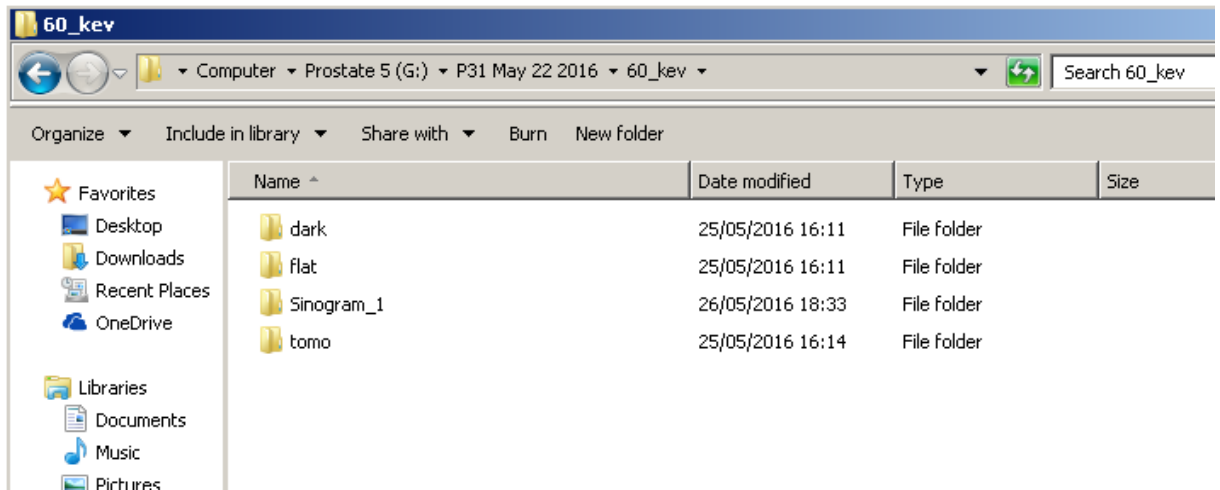 60_kev
Computer Prostate 5 (G:) P31 May 22 2016 60_kev Search 60_kev
Organize Include in library Share with Burn New folder
Name Date modified Type Size
Favorites
Desktop
Downloads
Recent Places
OneDrive
Libraries
Documents
Music
Pictures
dark 25/05/2016 16:11 File folder
flat 25/05/2016 16:11 File folder
Sinogram_1 26/05/2016 18:33 File folder
tomo 25/05/2016 16:14 File folder